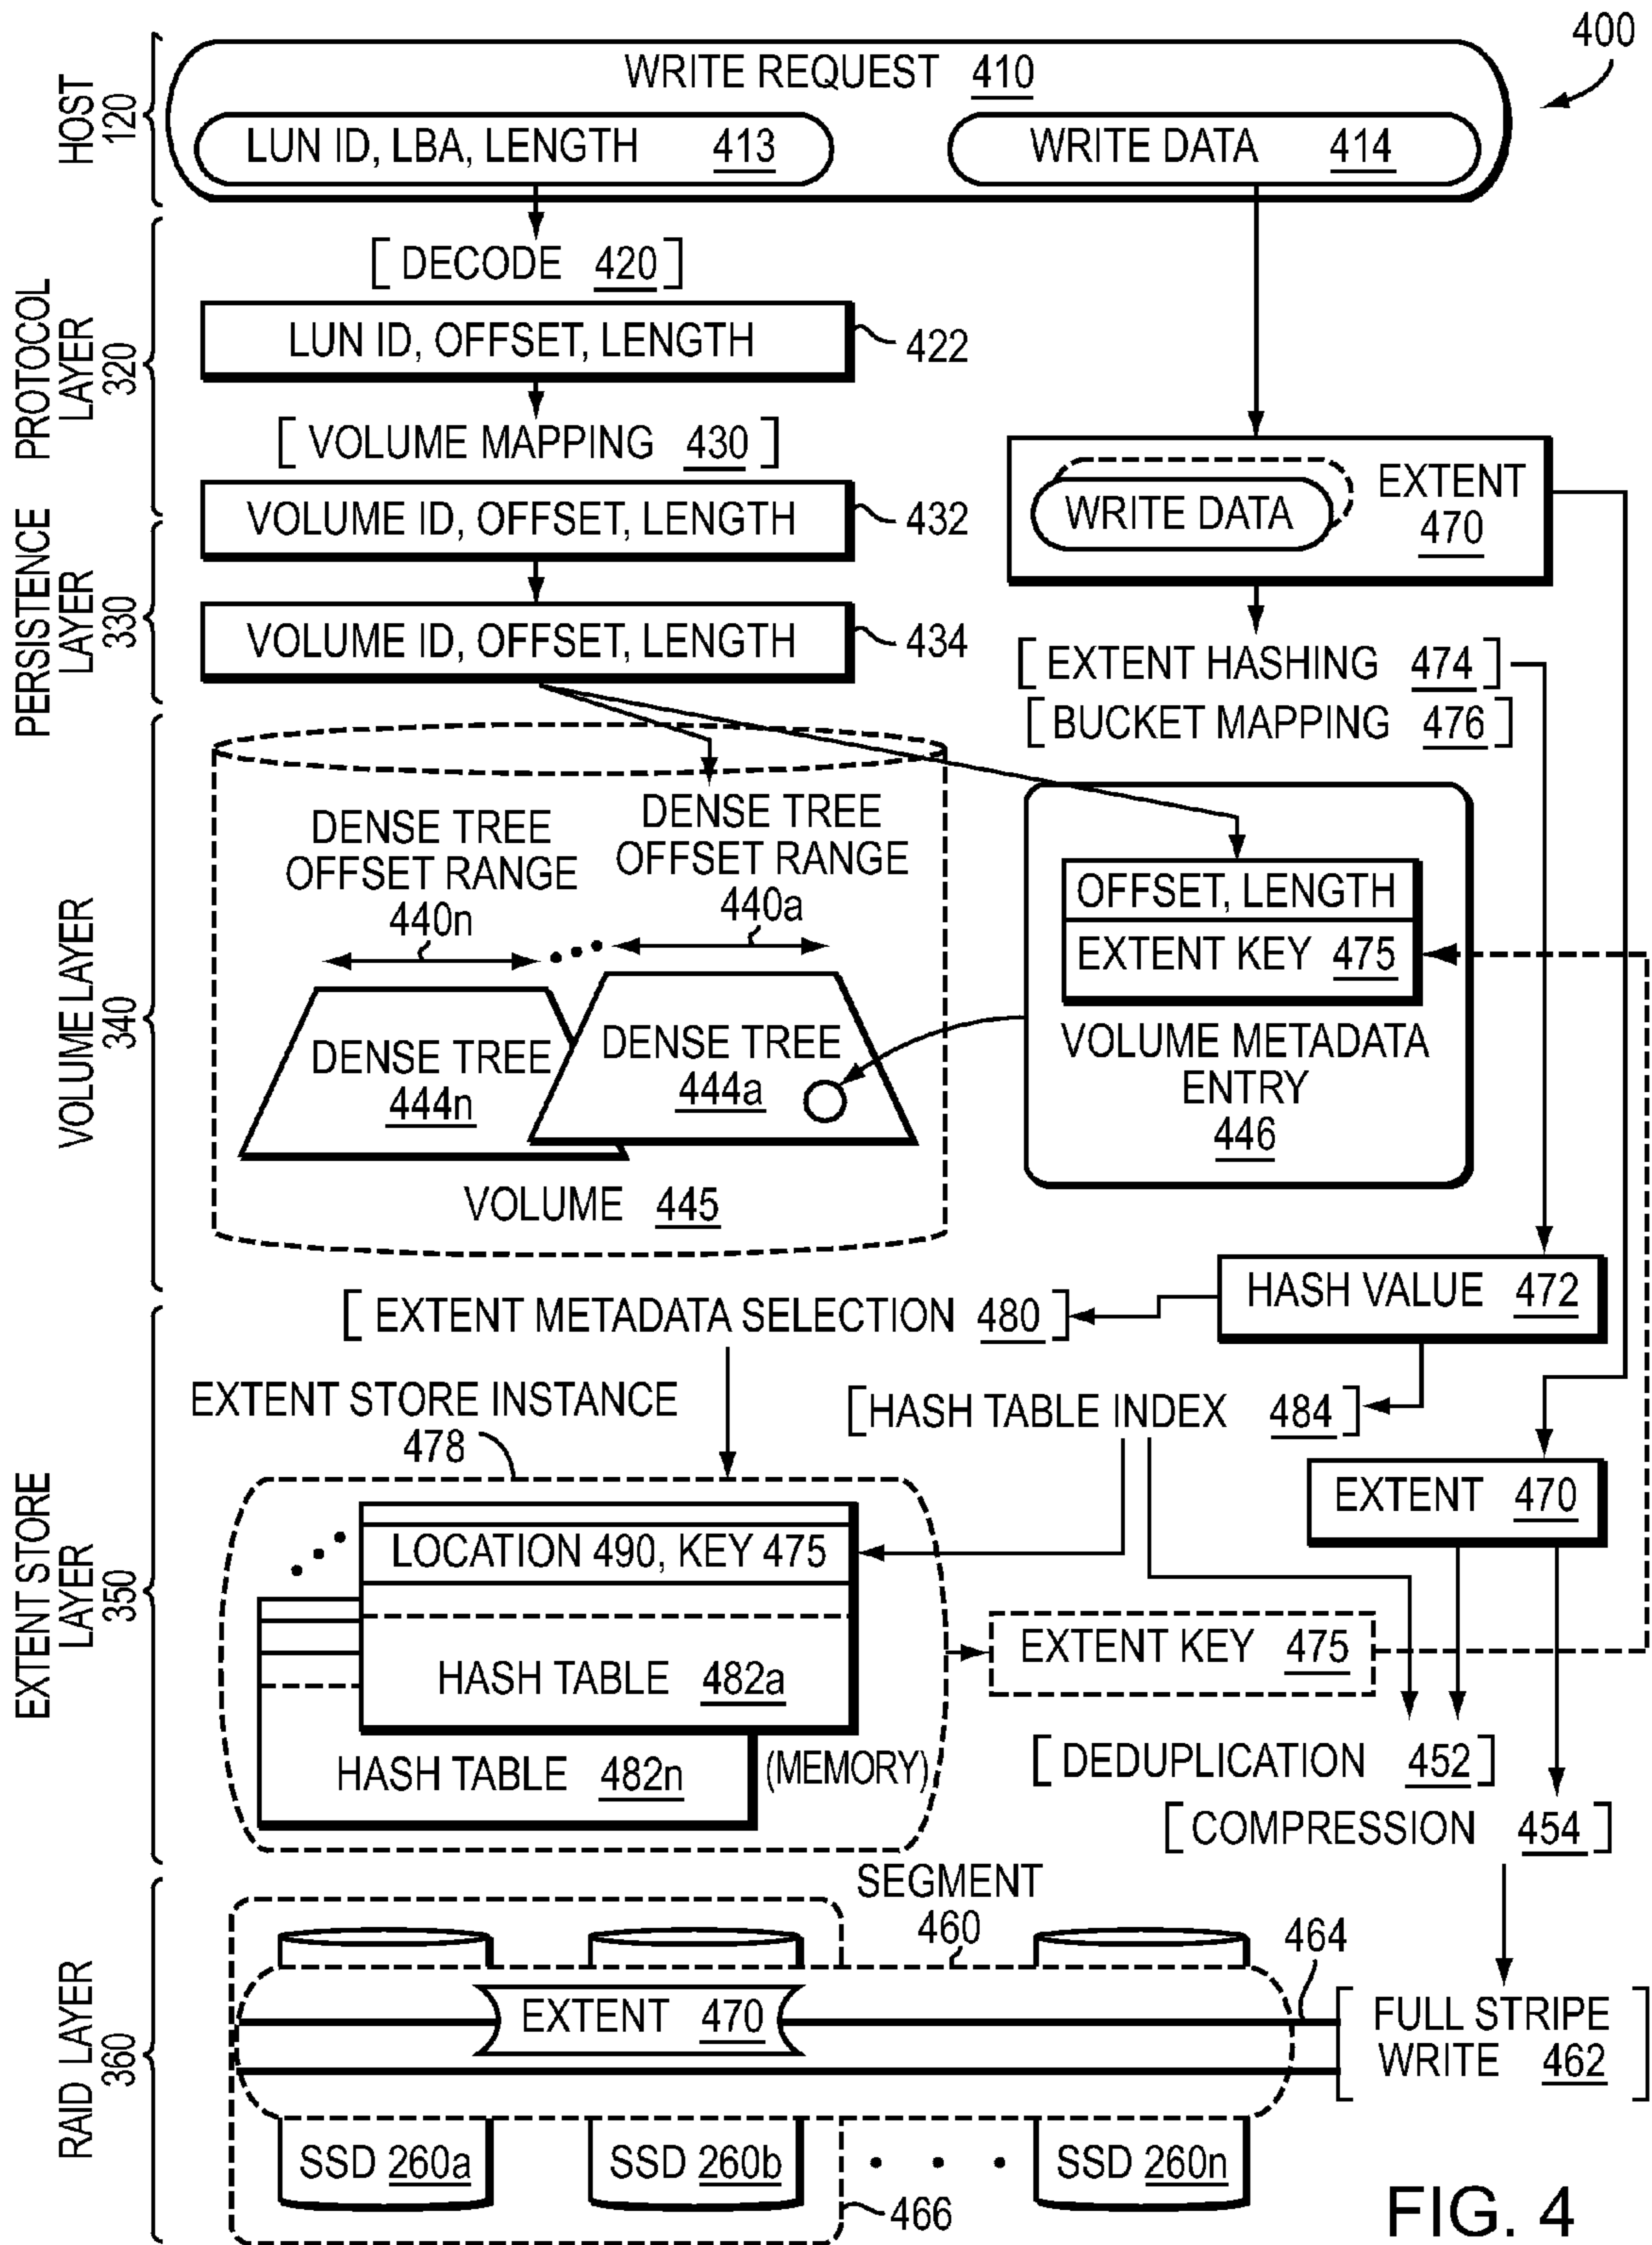 400
HOST
120
WRITE REQUEST 410
LUN ID, LBA, LENGTH 413
WRITE DATA 414
PROTOCOL
LAYER
320
[DECODE 420]
LUN ID, OFFSET, LENGTH
422
[VOLUME MAPPING 430]
VOLUME ID, OFFSET, LENGTH
432
WRITE DATA
EXTENT
470
PERSISTENCE
LAYER
330
VOLUME ID, OFFSET, LENGTH
434
[EXTENT HASHING 474]
[BUCKET MAPPING 476]
VOLUME LAYER
340
DENSE TREE
OFFSET RANGE
440n
DENSE TREE
OFFSET RANGE
440a
DENSE TREE
444n
DENSE TREE
444a
VOLUME 445
OFFSET, LENGTH
EXTENT KEY 475
VOLUME METADATA
ENTRY
446
HASH VALUE 472
EXTENT STORE
LAYER
350
[EXTENT METADATA SELECTION 480]
EXTENT STORE INSTANCE
478
[HASH TABLE INDEX 484]
EXTENT 470
LOCATION 490, KEY 475
HASH TABLE 482a
HASH TABLE 482n
(MEMORY)
EXTENT KEY 475
[DEDUPLICATION 452]
[COMPRESSION 454]
RAID LAYER
360
SEGMENT
460
464
EXTENT 470
[FULL STRIPE
WRITE 462]
SSD 260a
SSD 260b
• • •
SSD 260n
466
FIG. 4